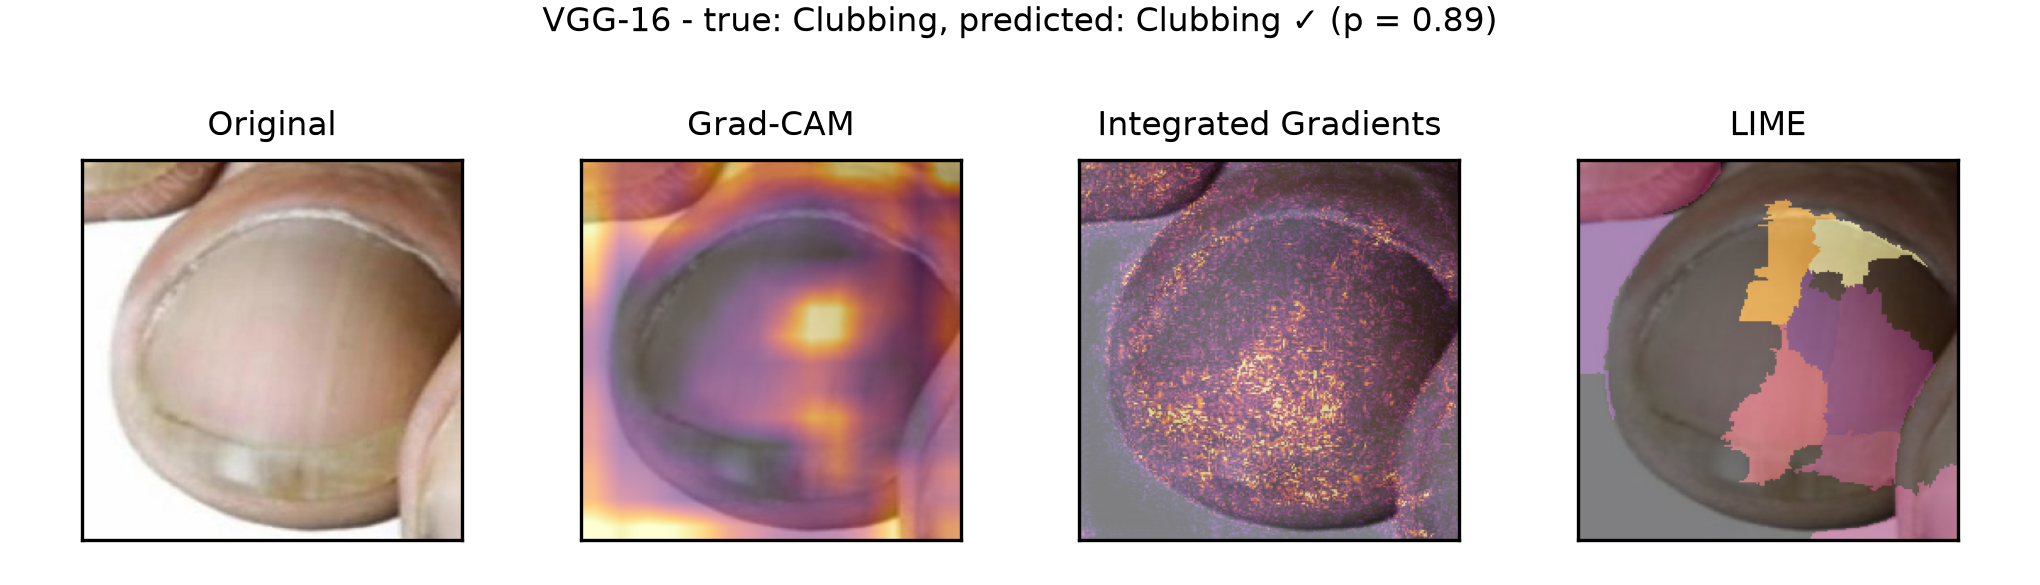 VGG-16 - true: Clubbing, predicted: Clubbing ✓ (p = 0.89)
Original
Grad-CAM
Integrated Gradients
LIME